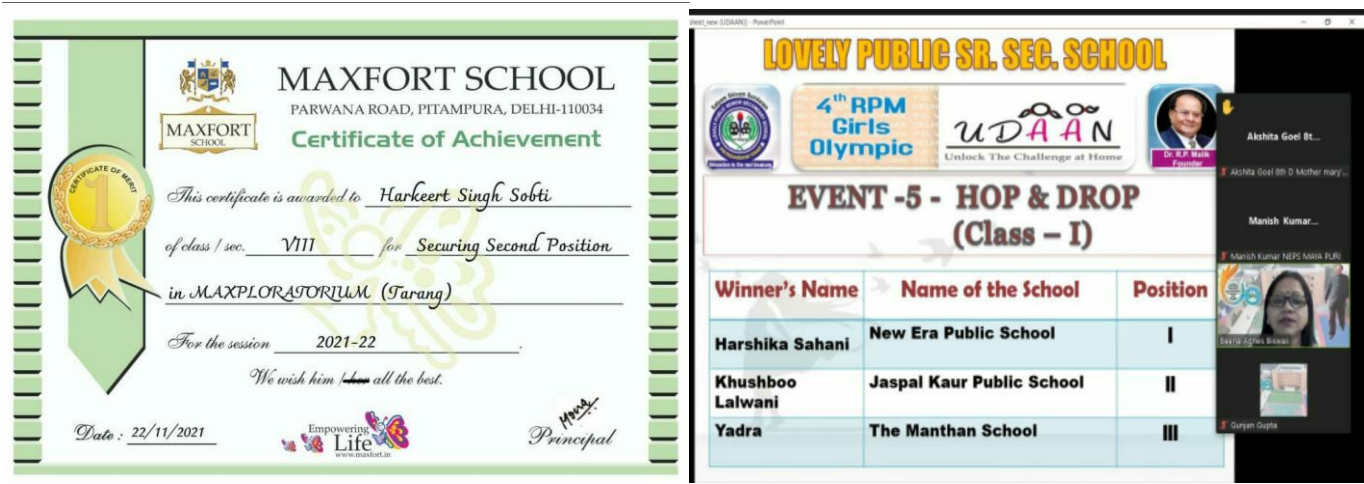 MAXFORT SCHOOL
PARWANA ROAD, PITAMPURA, DELHI-110034
Certificate of Achievement
MAXFORT
SCHOOL
CERTIFICATE OF MERIT
1
This certificate is awarded to Harkeert Singh Sobti
of class / sec. VIII for Securing Second Position
in MAXPLORATORIUM (Tarang)
For the session 2021-22.
We wish him / her all the best.
Date : 22/11/2021
Empowering
Life
www.maxfort.in
Principal
LOVELY PUBLIC SR. SEC. SCHOOL
4th RPM
Girls
Olympic
UDAAN
Unlock The Challenge at Home
Dr. R.P. Malik
Founder
EVENT -5 - HOP & DROP
(Class – I)
Winner's Name Name of the School Position
Harshika Sahani New Era Public School I
Khushboo Lalwani Jaspal Kaur Public School II
Yadra The Manthan School III
Akshita Goel 8t...
Akshita Goel 8th D Mother mary'...
Manish Kumar...
Manish Kumar NEPS MAYA PURI
Beena Agnes Biswas
Gunjan Gupta